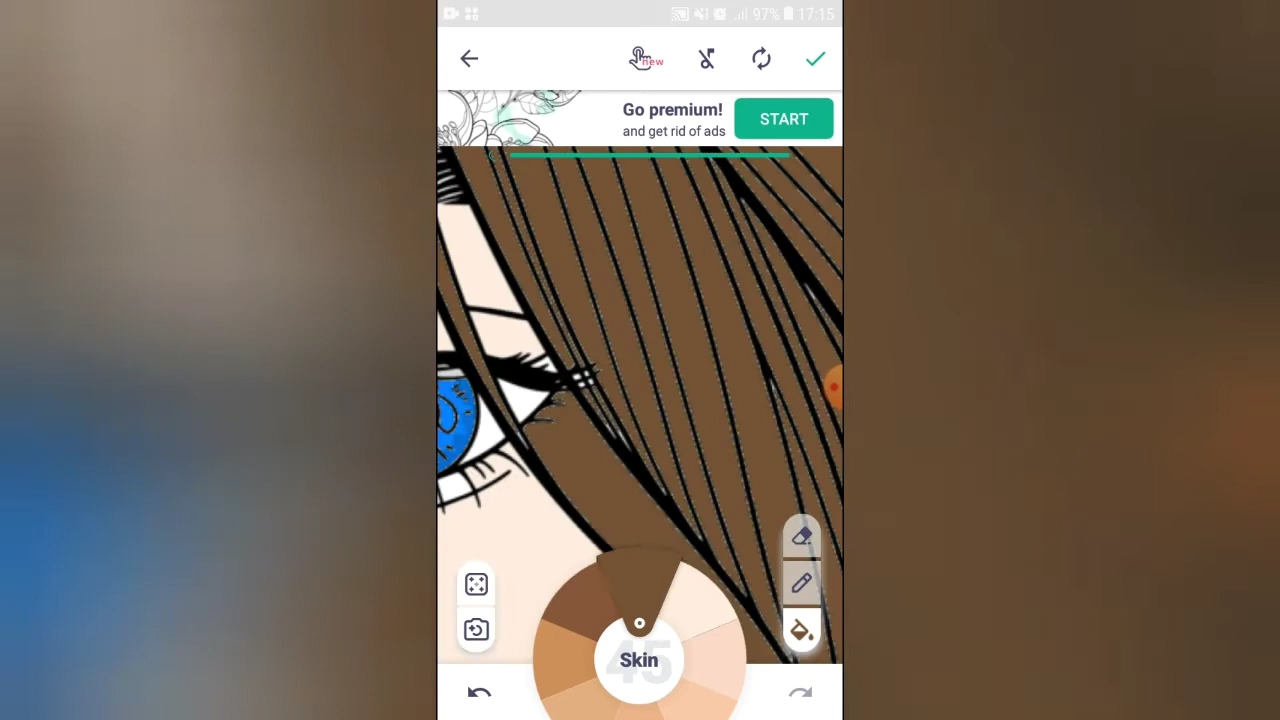 97% 17:15
new
Go premium!
and get rid of ads
START
45
Skin